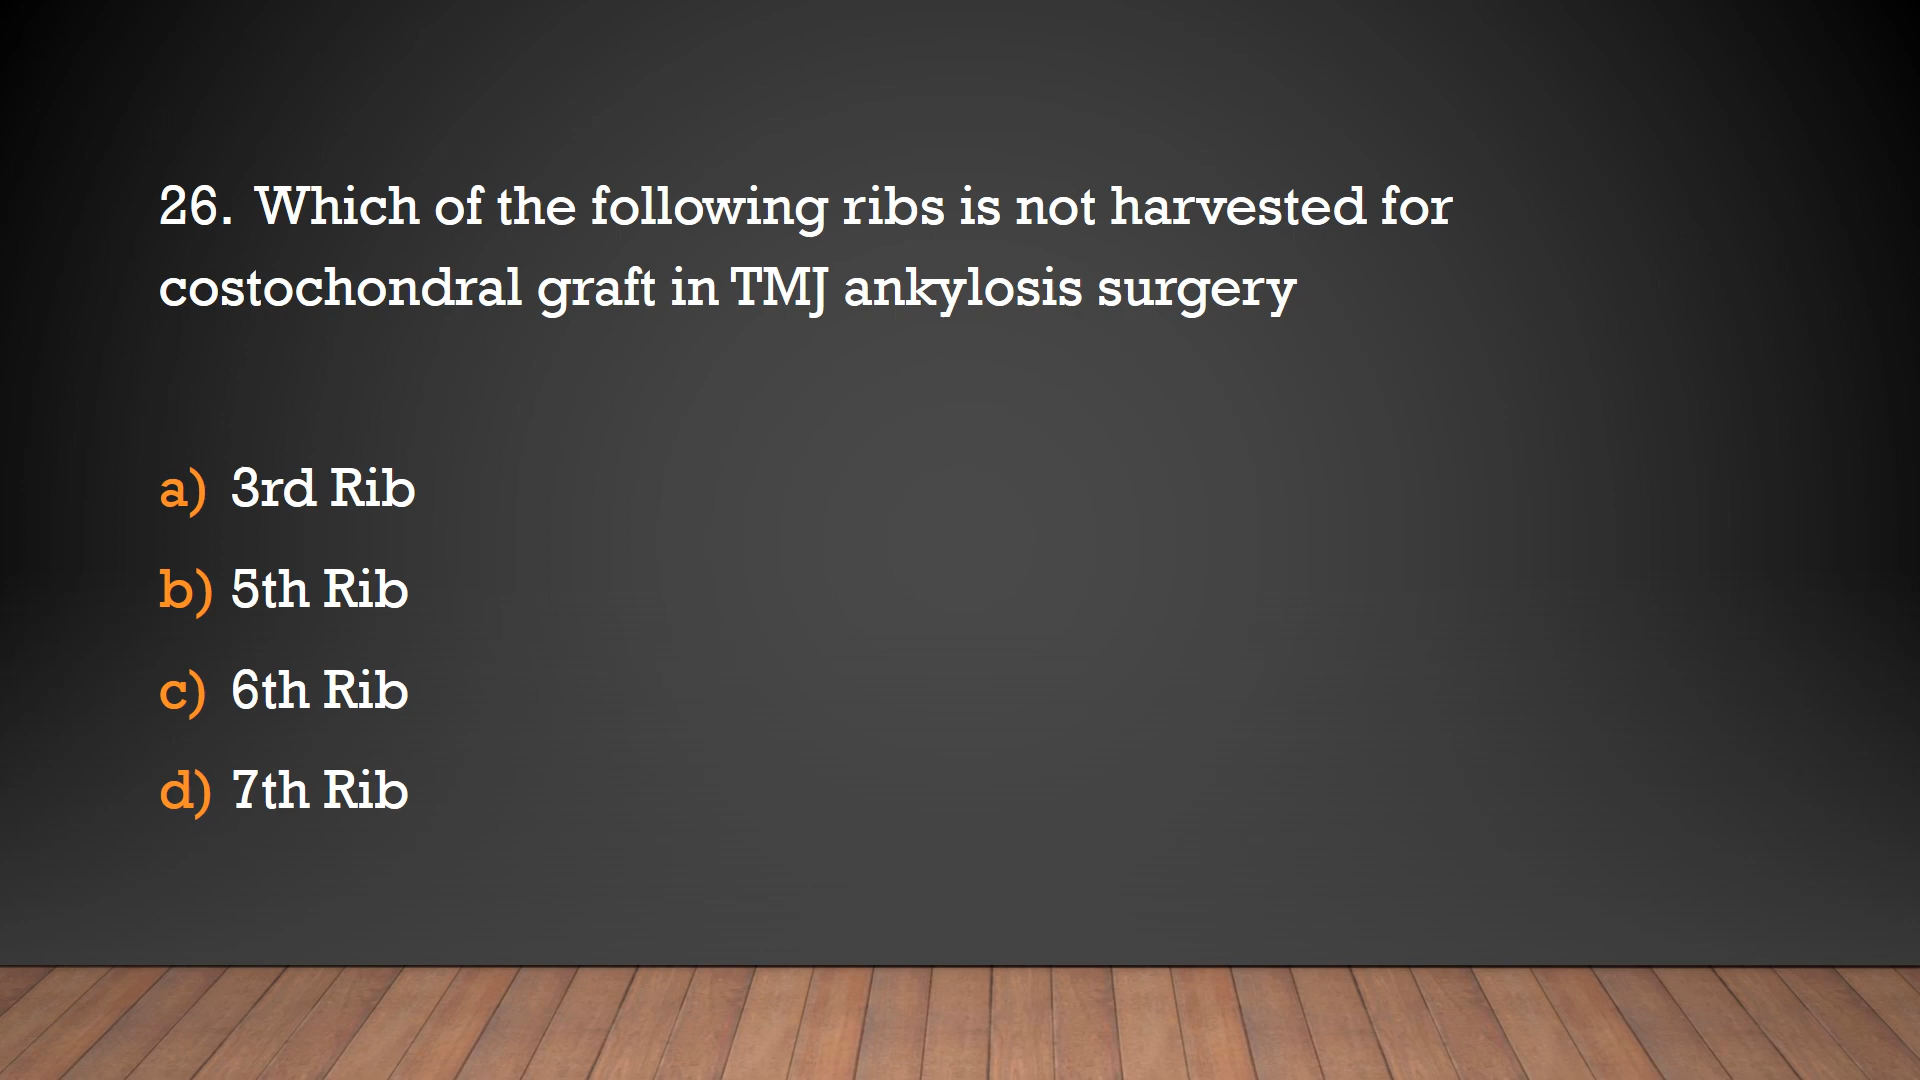 26. Which of the following ribs is not harvested for
costochondral graft in TMJ ankylosis surgery
a) 3rd Rib
b) 5th Rib
c) 6th Rib
d) 7th Rib